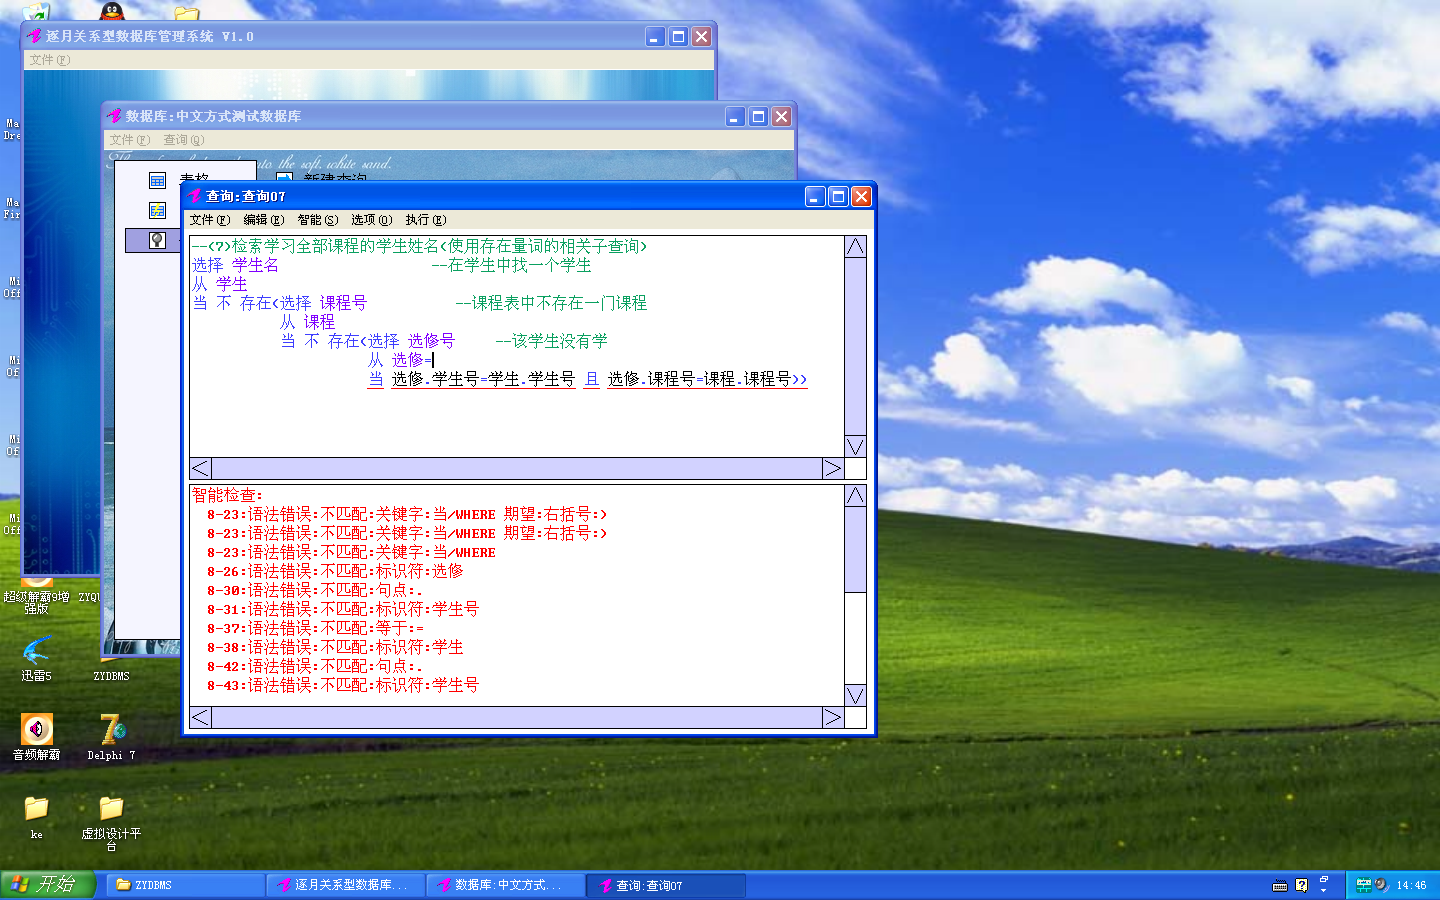 逐月关系型数据库管理系统 V1.0
文件(F)
数据库:中文方式测试数据库
文件(F) 查询(Q)
into the soft, white sand.
表格
新建查询
查询:查询07
文件(F) 编辑(E) 智能(S) 选项(O) 执行(E)
--(7)检索学习全部课程的学生姓名(使用存在量词的相关子查询)
选择 学生名 --在学生中找一个学生
从 学生
当 不 存在(选择 课程号 --课程表中不存在一门课程
从 课程
当 不 存在(选择 选修号 --该学生没有学
从 选修=
当 选修.学生号=学生.学生号 且 选修.课程号=课程.课程号))
智能检查:
8-23:语法错误:不匹配:关键字:当/WHERE 期望:右括号:)
8-23:语法错误:不匹配:关键字:当/WHERE 期望:右括号:)
8-23:语法错误:不匹配:关键字:当/WHERE
8-26:语法错误:不匹配:标识符:选修
8-30:语法错误:不匹配:句点:.
8-31:语法错误:不匹配:标识符:学生号
8-37:语法错误:不匹配:等于:=
8-38:语法错误:不匹配:标识符:学生
8-42:语法错误:不匹配:句点:.
8-43:语法错误:不匹配:标识符:学生号
Ma
Dre
Ma
Fir
Mi
Off
Mi
Off
Mi
Off
Mi
Off
超级解霸9增强版
ZYQU
迅雷5
ZYDBMS
音频解霸
Delphi 7
ke
虚拟设计平台
开始
ZYDBMS
逐月关系型数据库...
数据库:中文方式...
查询:查询07
14:46